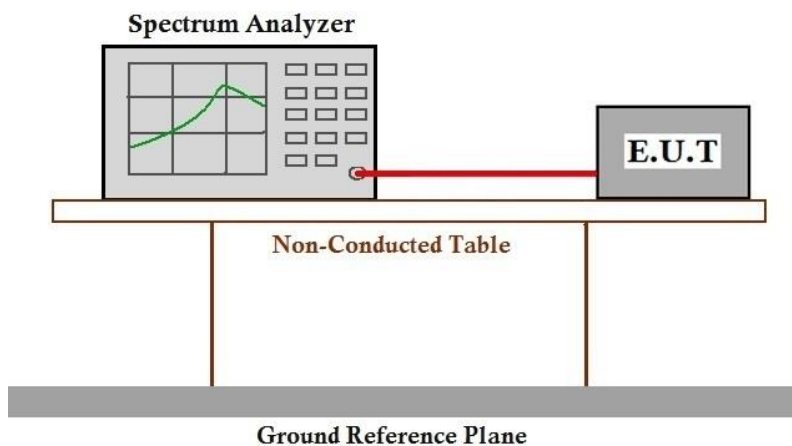 Spectrum Analyzer
E.U.T
Non-Conducted Table
Ground Reference Plane